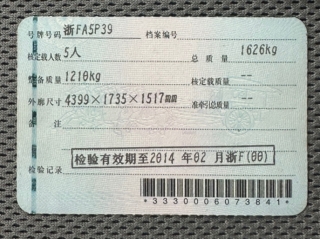 号牌号码 浙FA5P39 档案编号
核定载人数 5人 总质量 1626kg
整备质量 1210kg 核定载质量 --
外廓尺寸 4399×1735×1517mm 准牵引总质量 --
备注
检验有效期至2014 年02 月浙F(00)
检验记录
*3330006073841*